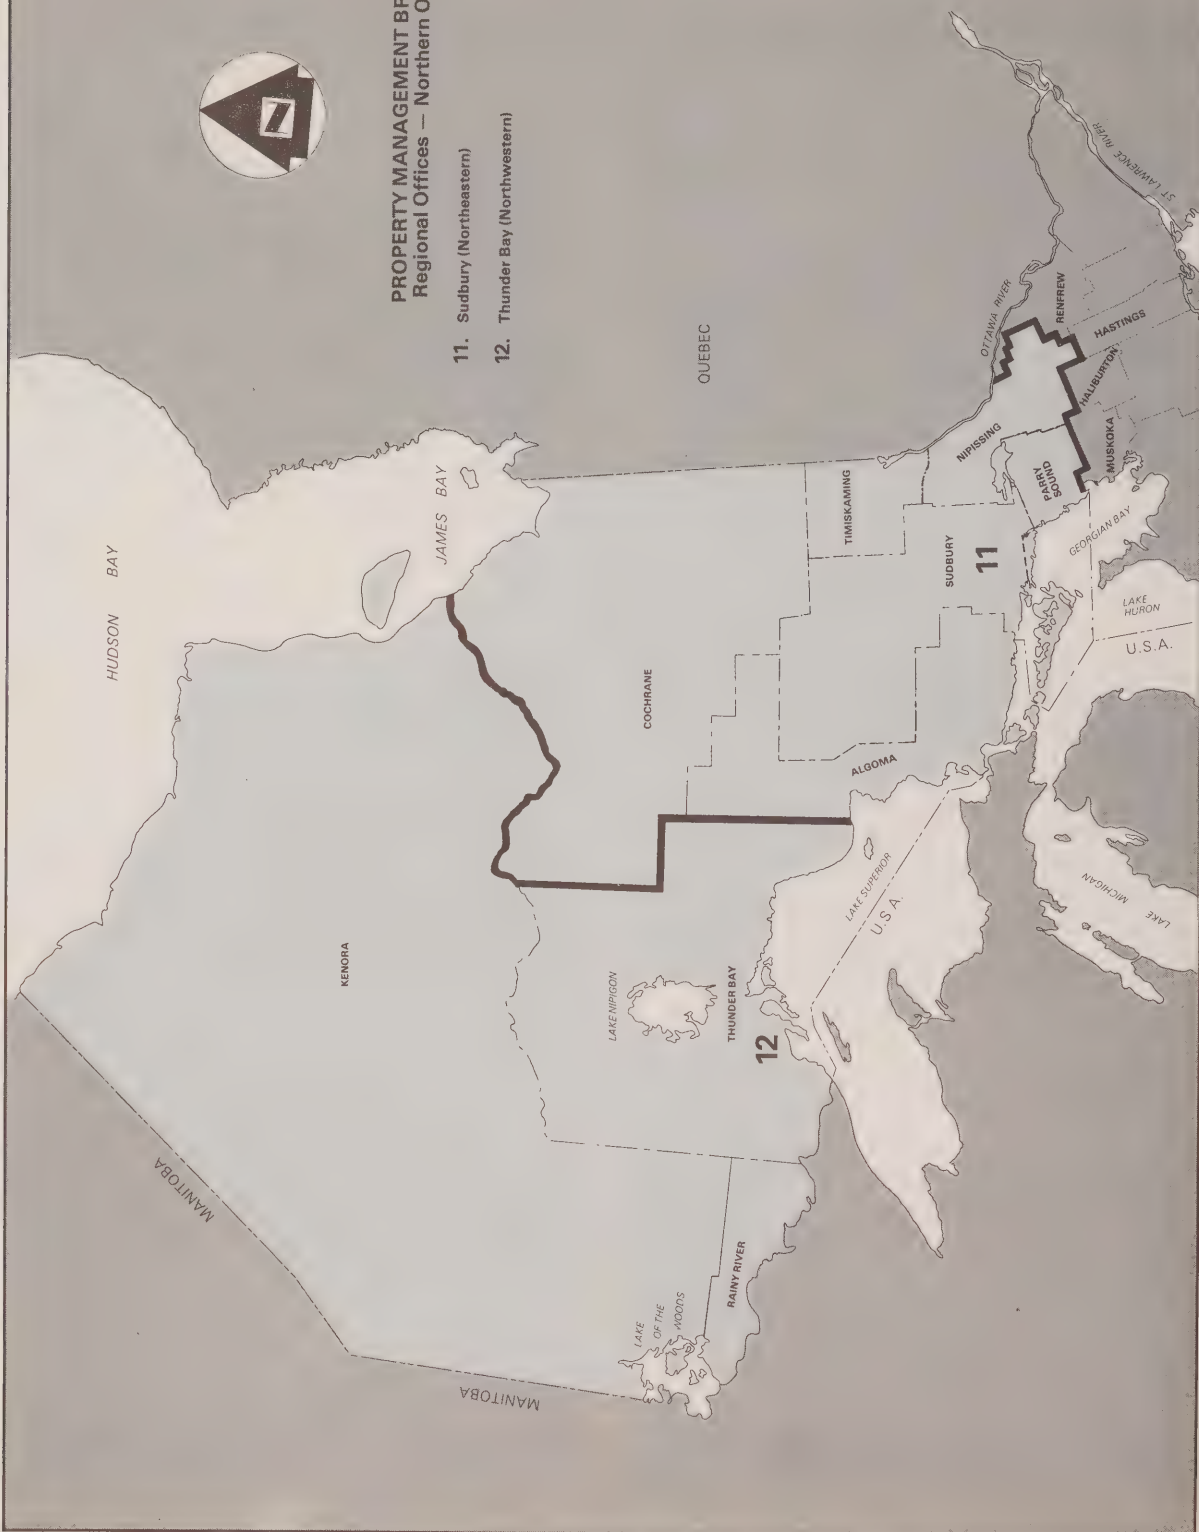 PROPERTY MANAGEMENT BR
Regional Offices — Northern O
11. Sudbury (Northeastern)
12. Thunder Bay (Northwestern)
N
HUDSON BAY
JAMES BAY
MANITOBA
MANITOBA
KENORA
QUEBEC
COCHRANE
LAKE NIPIGON
THUNDER BAY
12
LAKE
OF THE
WOODS
RAINY RIVER
TIMISKAMING
ALGOMA
SUDBURY
11
NIPISSING
PARRY
SOUND
OTTAWA RIVER
RENFREW
HASTINGS
HALIBURTON
MUSKOKA
ST LAWRENCE RIVER
LAKE SUPERIOR
U.S.A.
GEORGIAN BAY
LAKE
HURON
U.S.A.
LAKE MICHIGAN